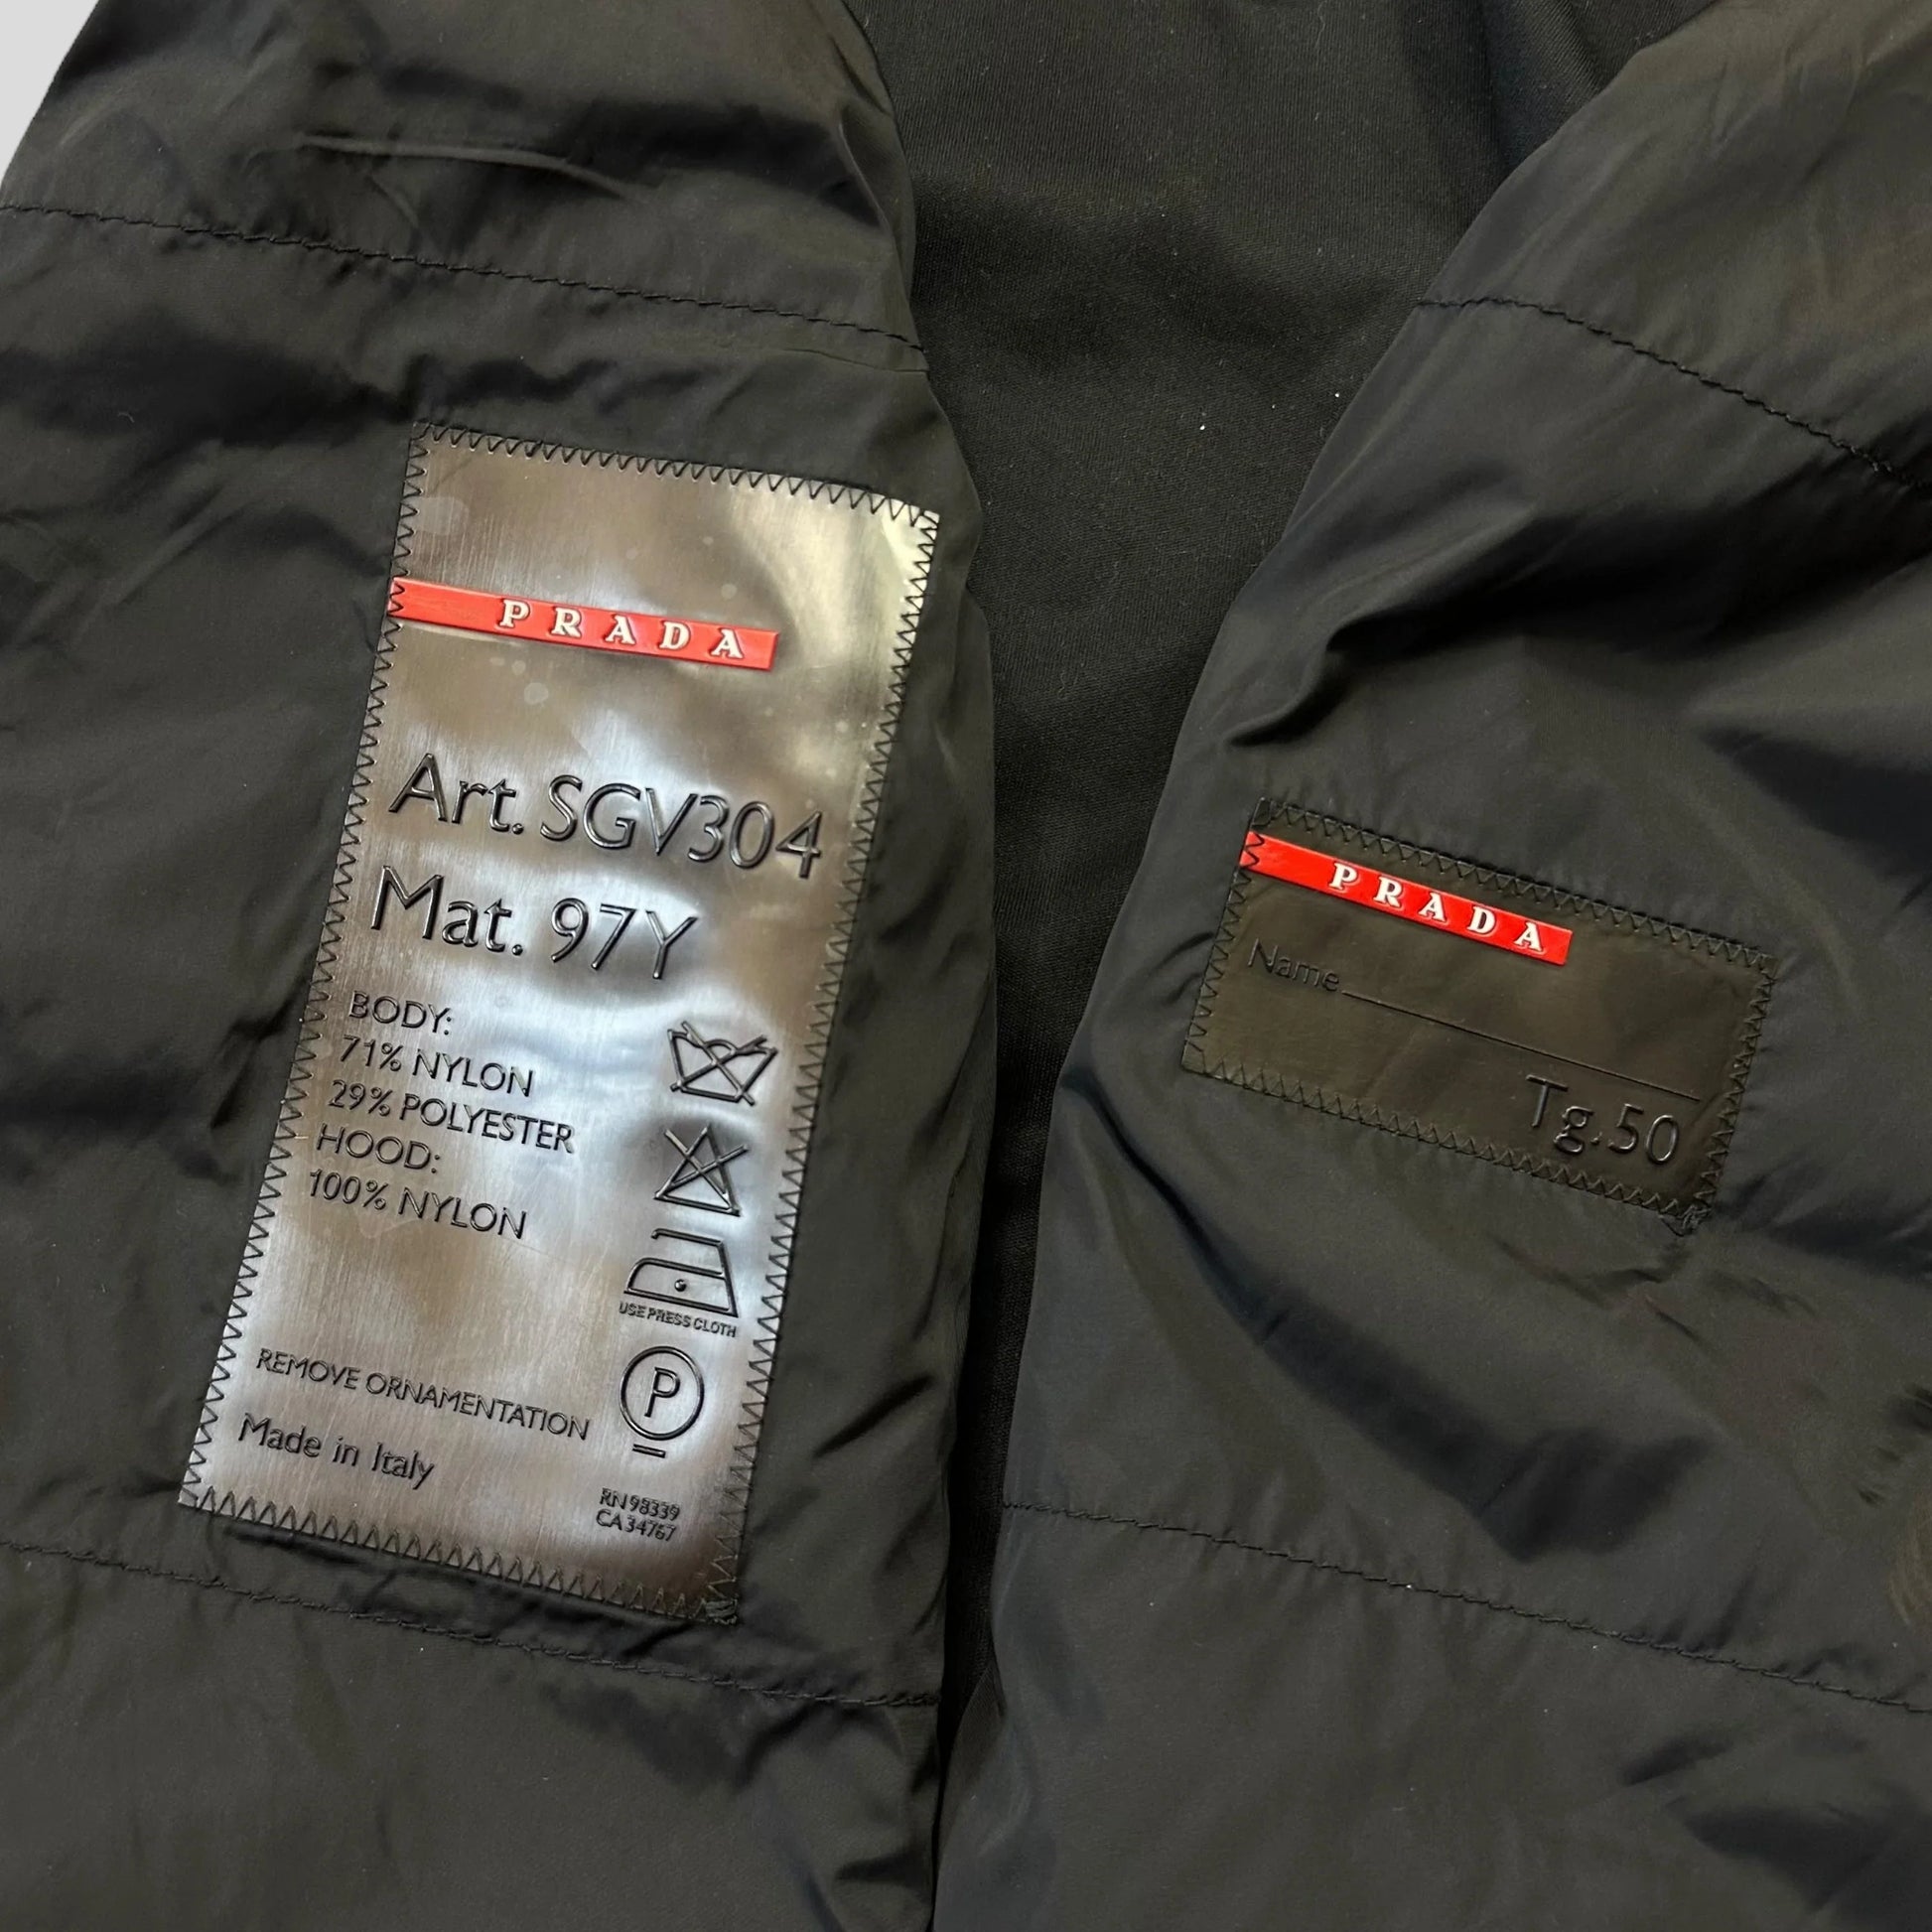 PRADA
Art. SGV304
Mat. 97Y
BODY:
71% NYLON
29% POLYESTER
HOOD:
100% NYLON
USE PRESS CLOTH
P
REMOVE ORNAMENTATION
Made in Italy
RN 98339
CA 34767
PRADA
Name
Tg.50